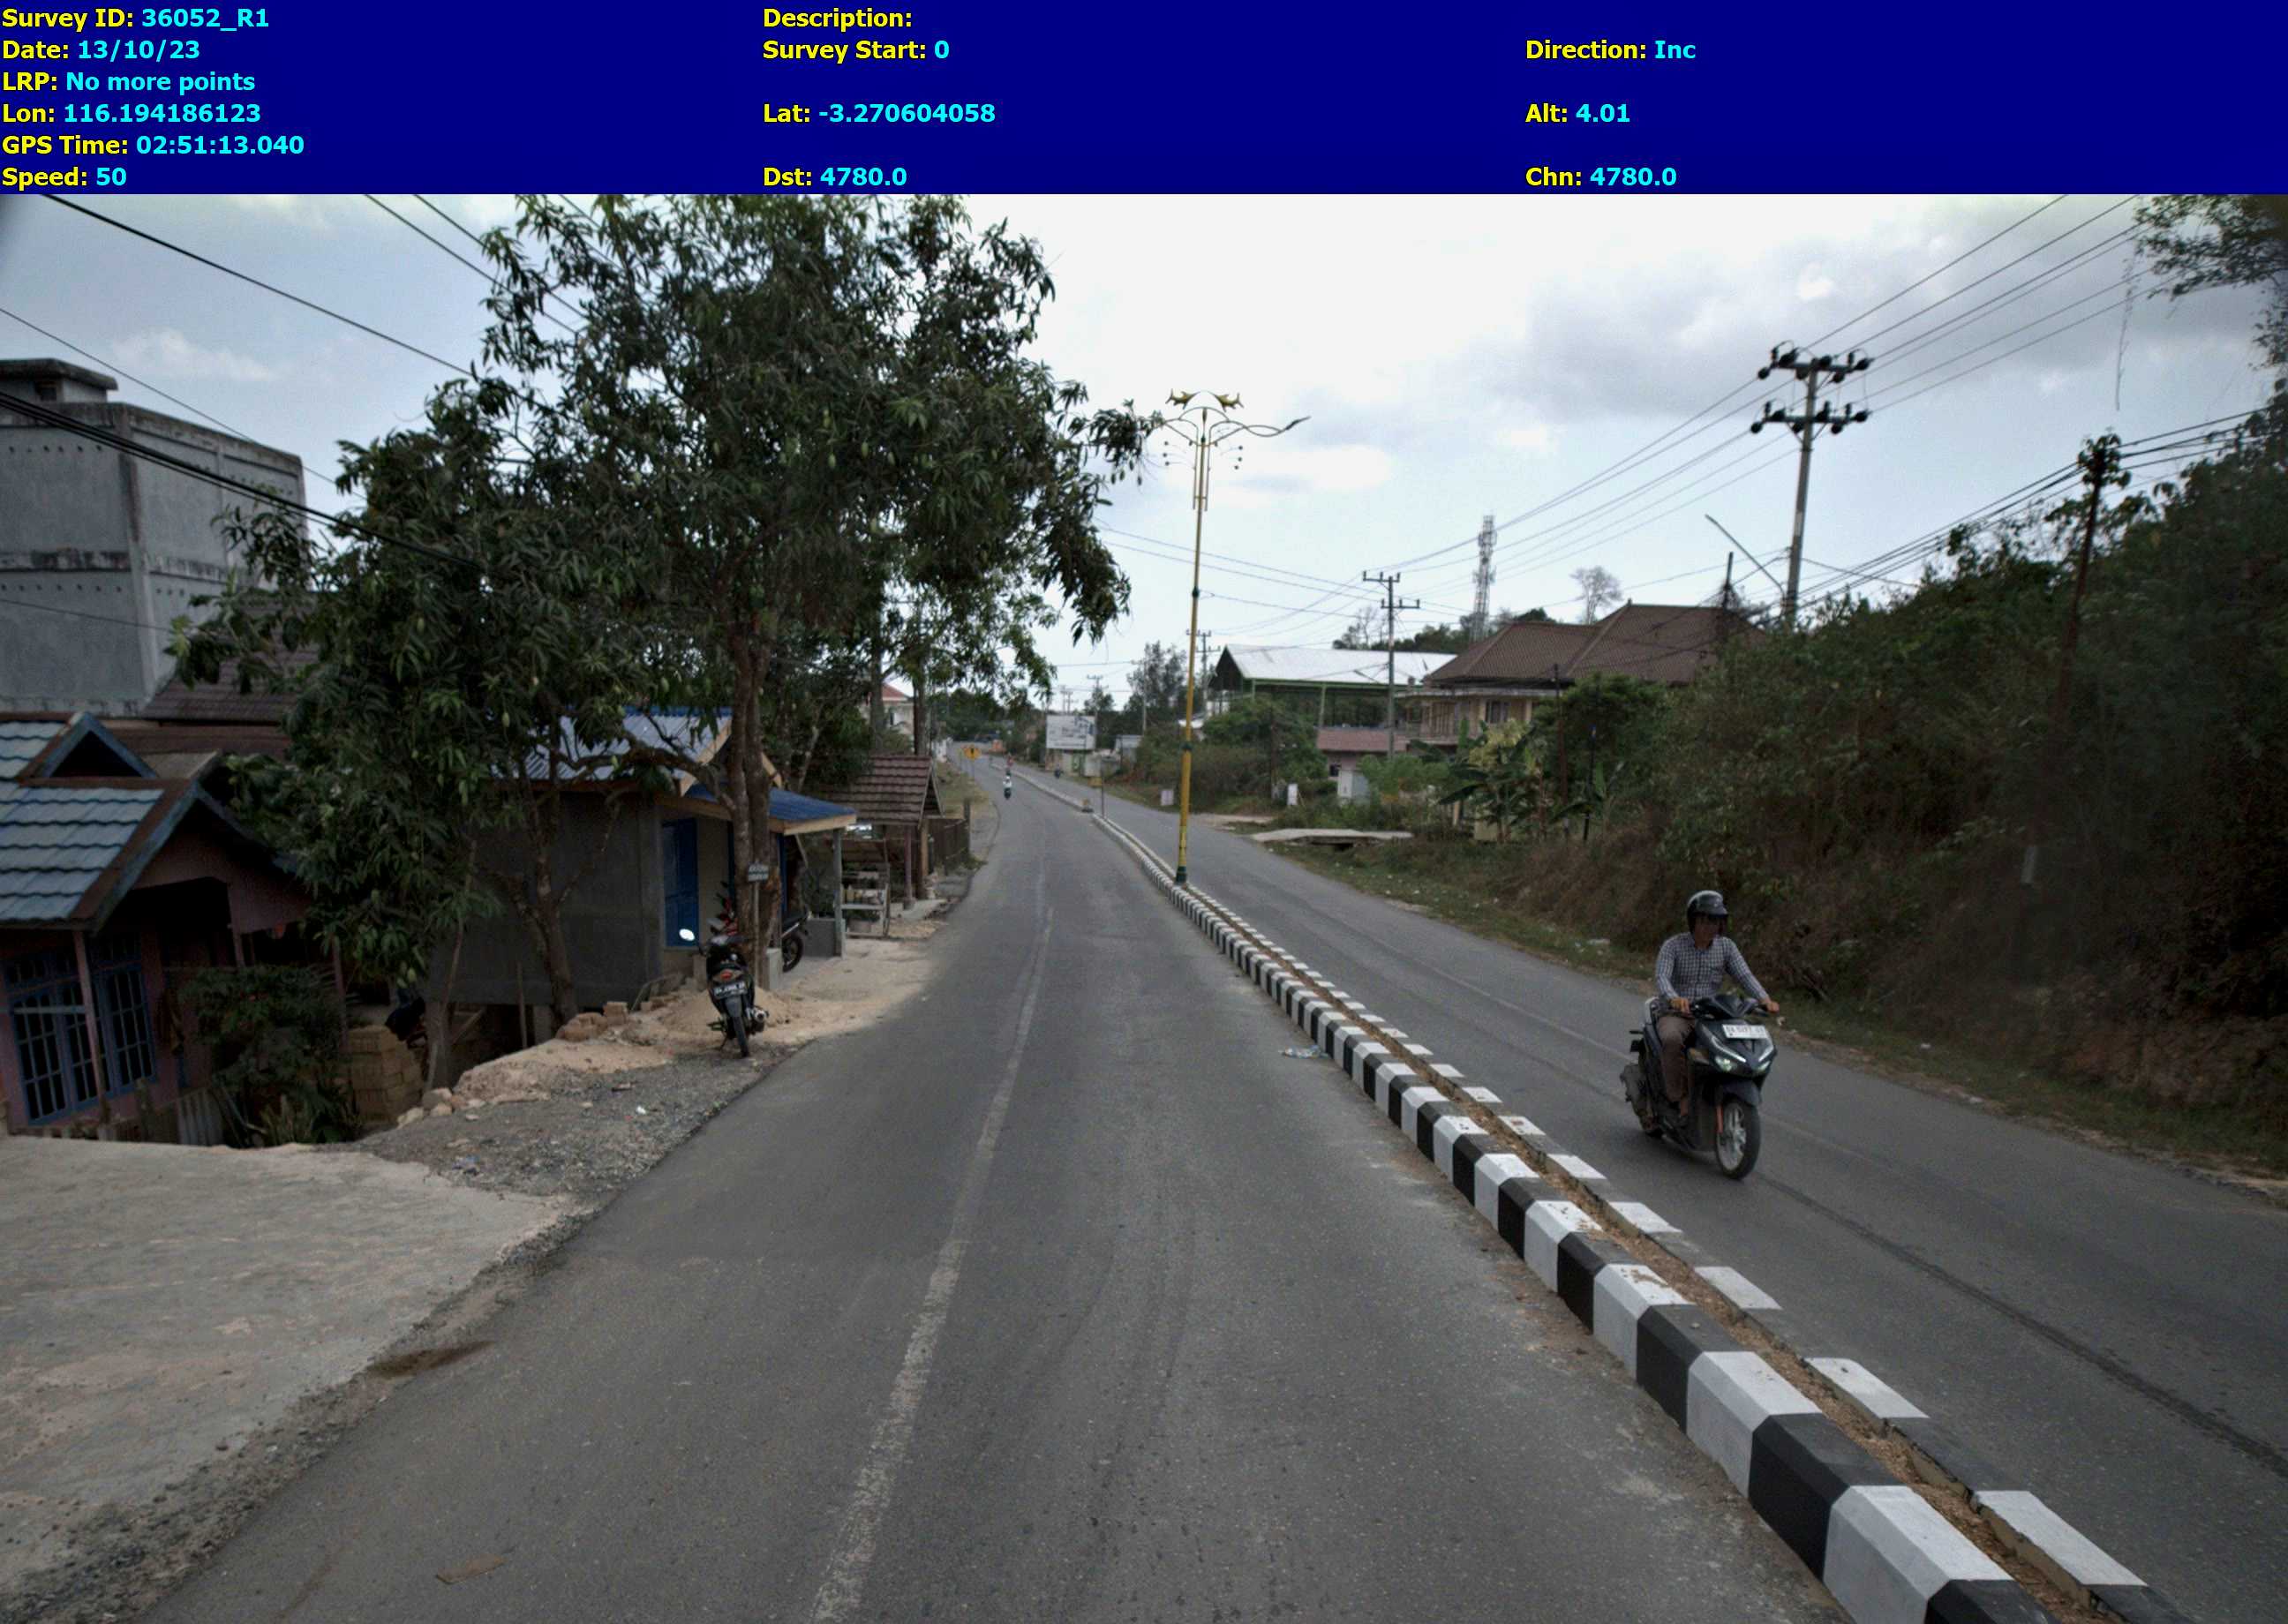 Survey ID: 36052_R1
Description:
Date: 13/10/23
Survey Start: 0
Direction: Inc
LRP: No more points
Lon: 116.194186123
Lat: -3.270604058
Alt: 4.01
GPS Time: 02:51:13.040
Speed: 50
Dst: 4780.0
Chn: 4780.0